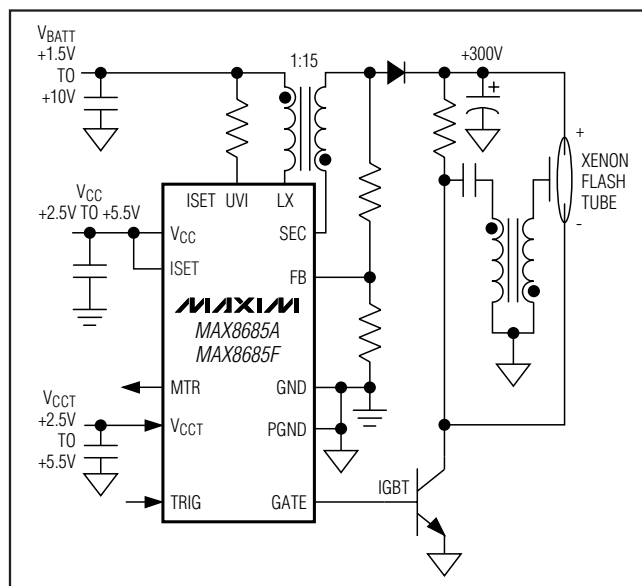 VBATT
+1.5V
TO
+10V
1:15
+300V
+
+
-
XENON
FLASH
TUBE
ISET UVI LX
VCC
+2.5V TO +5.5V
VCC
ISET
SEC
FB
MAXIM
MAX8685A
MAX8685F
MTR
GND
VCCT
+2.5V
TO
+5.5V
VCCT
PGND
TRIG
GATE
IGBT